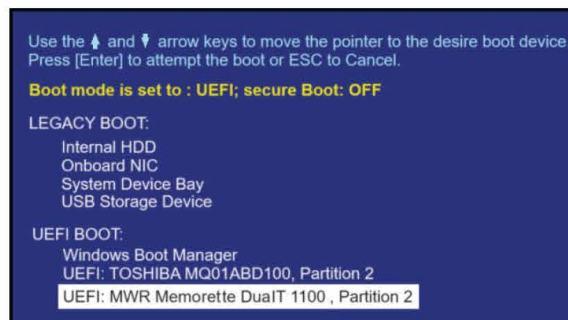 Use the ⬆ and ⬇ arrow keys to move the pointer to the desire boot device
Press [Enter] to attempt the boot or ESC to Cancel.
Boot mode is set to : UEFI; secure Boot: OFF
LEGACY BOOT:
Internal HDD
Onboard NIC
System Device Bay
USB Storage Device
UEFI BOOT:
Windows Boot Manager
UEFI: TOSHIBA MQ01ABD100, Partition 2
UEFI: MWR Memorette DuaIT 1100 , Partition 2